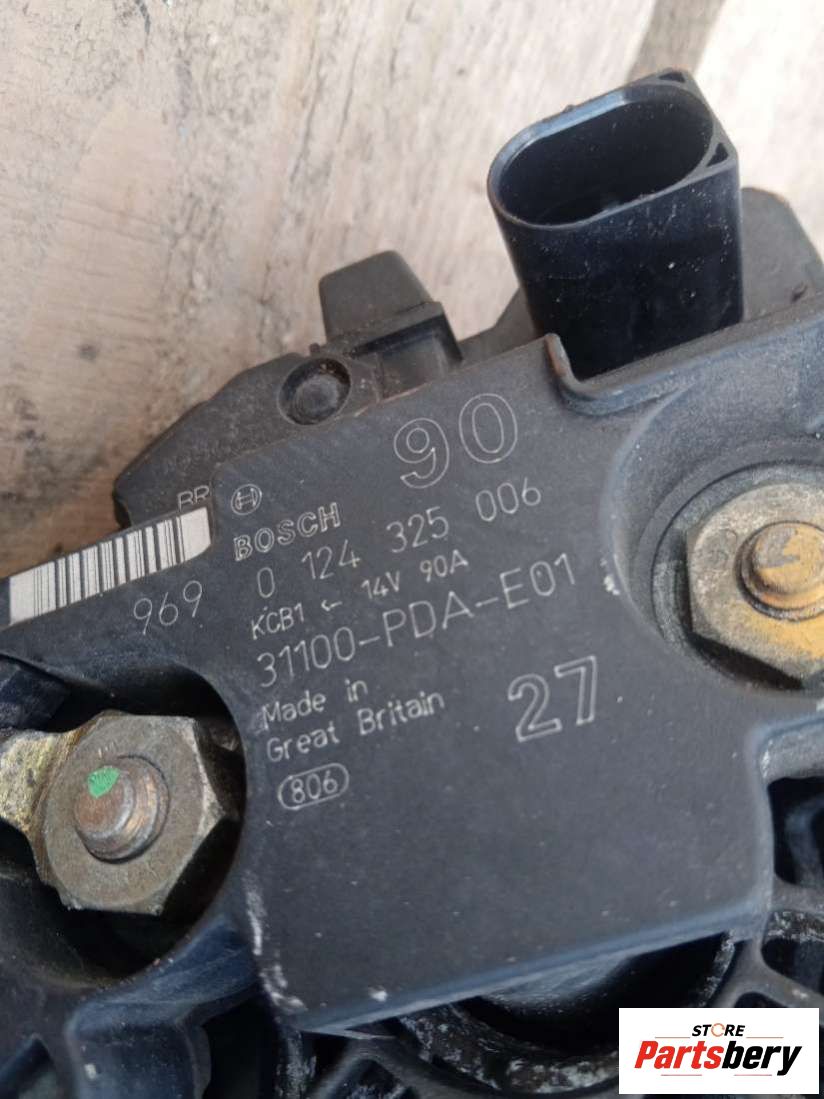 90
BOSCH
0 124 325 006
969
KCB1 ← 14V 90A
31100-PDA-E01
27
Made in
Great Britain
806
STORE
Partsbery